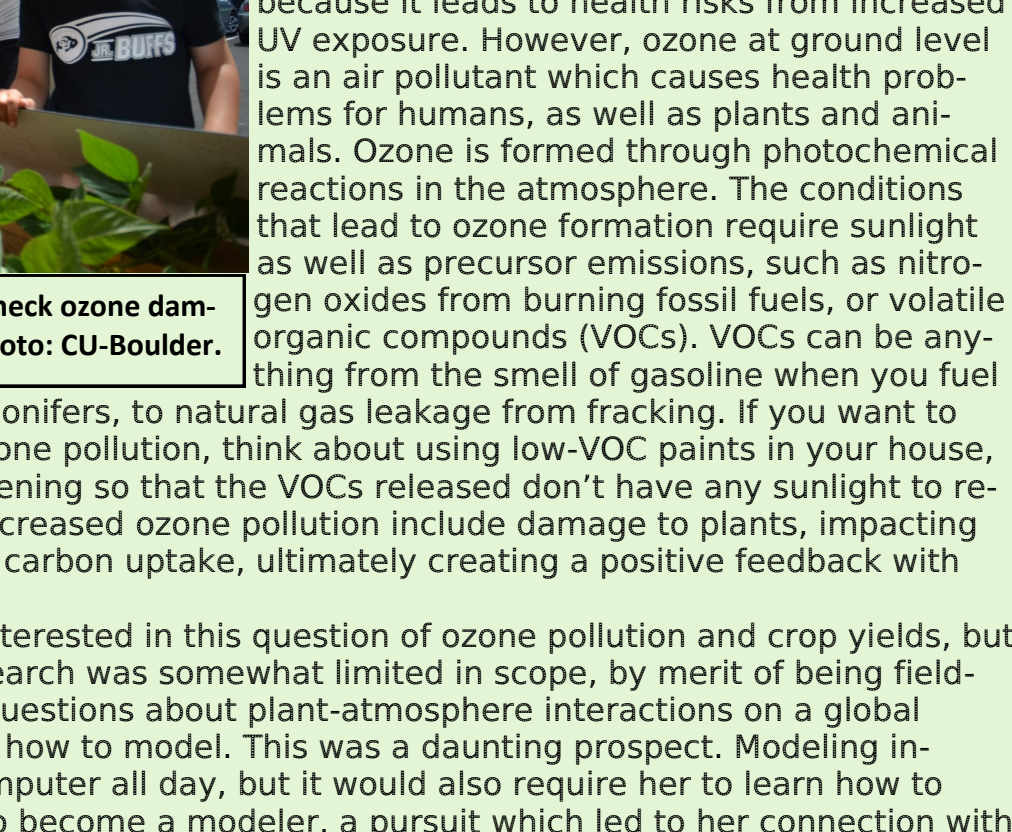 JR. BUFFS
because it leads to health risks from increased
UV exposure. However, ozone at ground level
is an air pollutant which causes health prob-
lems for humans, as well as plants and ani-
mals. Ozone is formed through photochemical
reactions in the atmosphere. The conditions
that lead to ozone formation require sunlight
as well as precursor emissions, such as nitro-
gen oxides from burning fossil fuels, or volatile
organic compounds (VOCs). VOCs can be any-
thing from the smell of gasoline when you fuel
heck ozone dam-
oto: CU-Boulder.
onifers, to natural gas leakage from fracking. If you want to
one pollution, think about using low-VOC paints in your house,
ening so that the VOCs released don’t have any sunlight to re-
creased ozone pollution include damage to plants, impacting
carbon uptake, ultimately creating a positive feedback with
terested in this question of ozone pollution and crop yields, but
earch was somewhat limited in scope, by merit of being field-
uestions about plant-atmosphere interactions on a global
how to model. This was a daunting prospect. Modeling in-
mputer all day, but it would also require her to learn how to
o become a modeler, a pursuit which led to her connection with